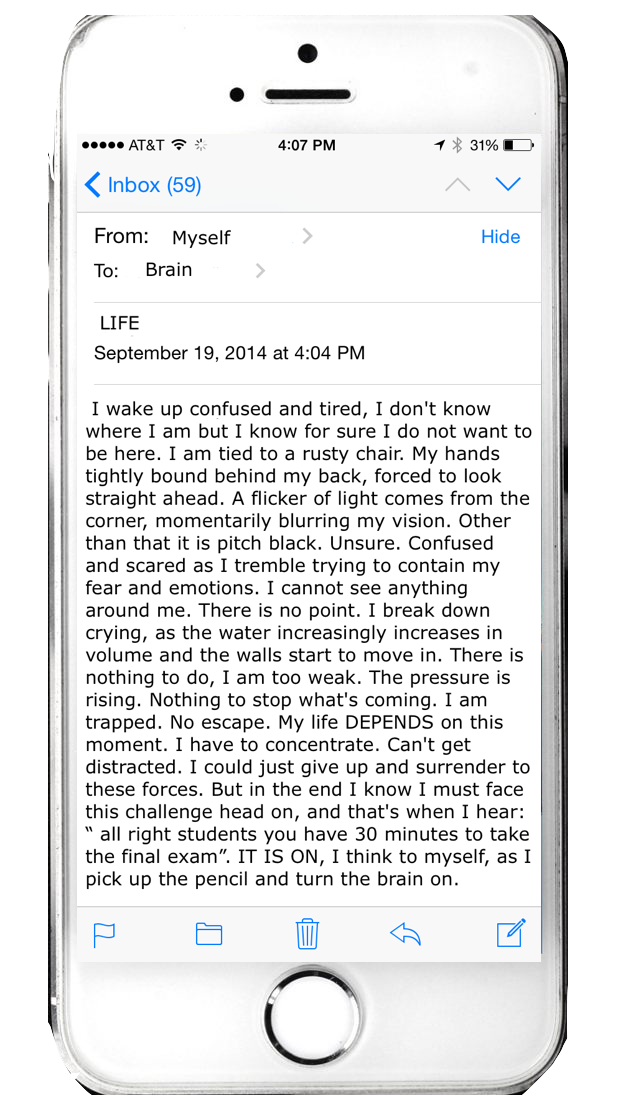 AT&T 4:07 PM 31%
Inbox (59)
From: Myself Hide
To: Brain
LIFE
September 19, 2014 at 4:04 PM
I wake up confused and tired, I don't know
where I am but I know for sure I do not want to
be here. I am tied to a rusty chair. My hands
tightly bound behind my back, forced to look
straight ahead. A flicker of light comes from the
corner, momentarily blurring my vision. Other
than that it is pitch black. Unsure. Confused
and scared as I tremble trying to contain my
fear and emotions. I cannot see anything
around me. There is no point. I break down
crying, as the water increasingly increases in
volume and the walls start to move in. There is
nothing to do, I am too weak. The pressure is
rising. Nothing to stop what's coming. I am
trapped. No escape. My life DEPENDS on this
moment. I have to concentrate. Can't get
distracted. I could just give up and surrender to
these forces. But in the end I know I must face
this challenge head on, and that's when I hear:
“ all right students you have 30 minutes to take
the final exam”. IT IS ON, I think to myself, as I
pick up the pencil and turn the brain on.